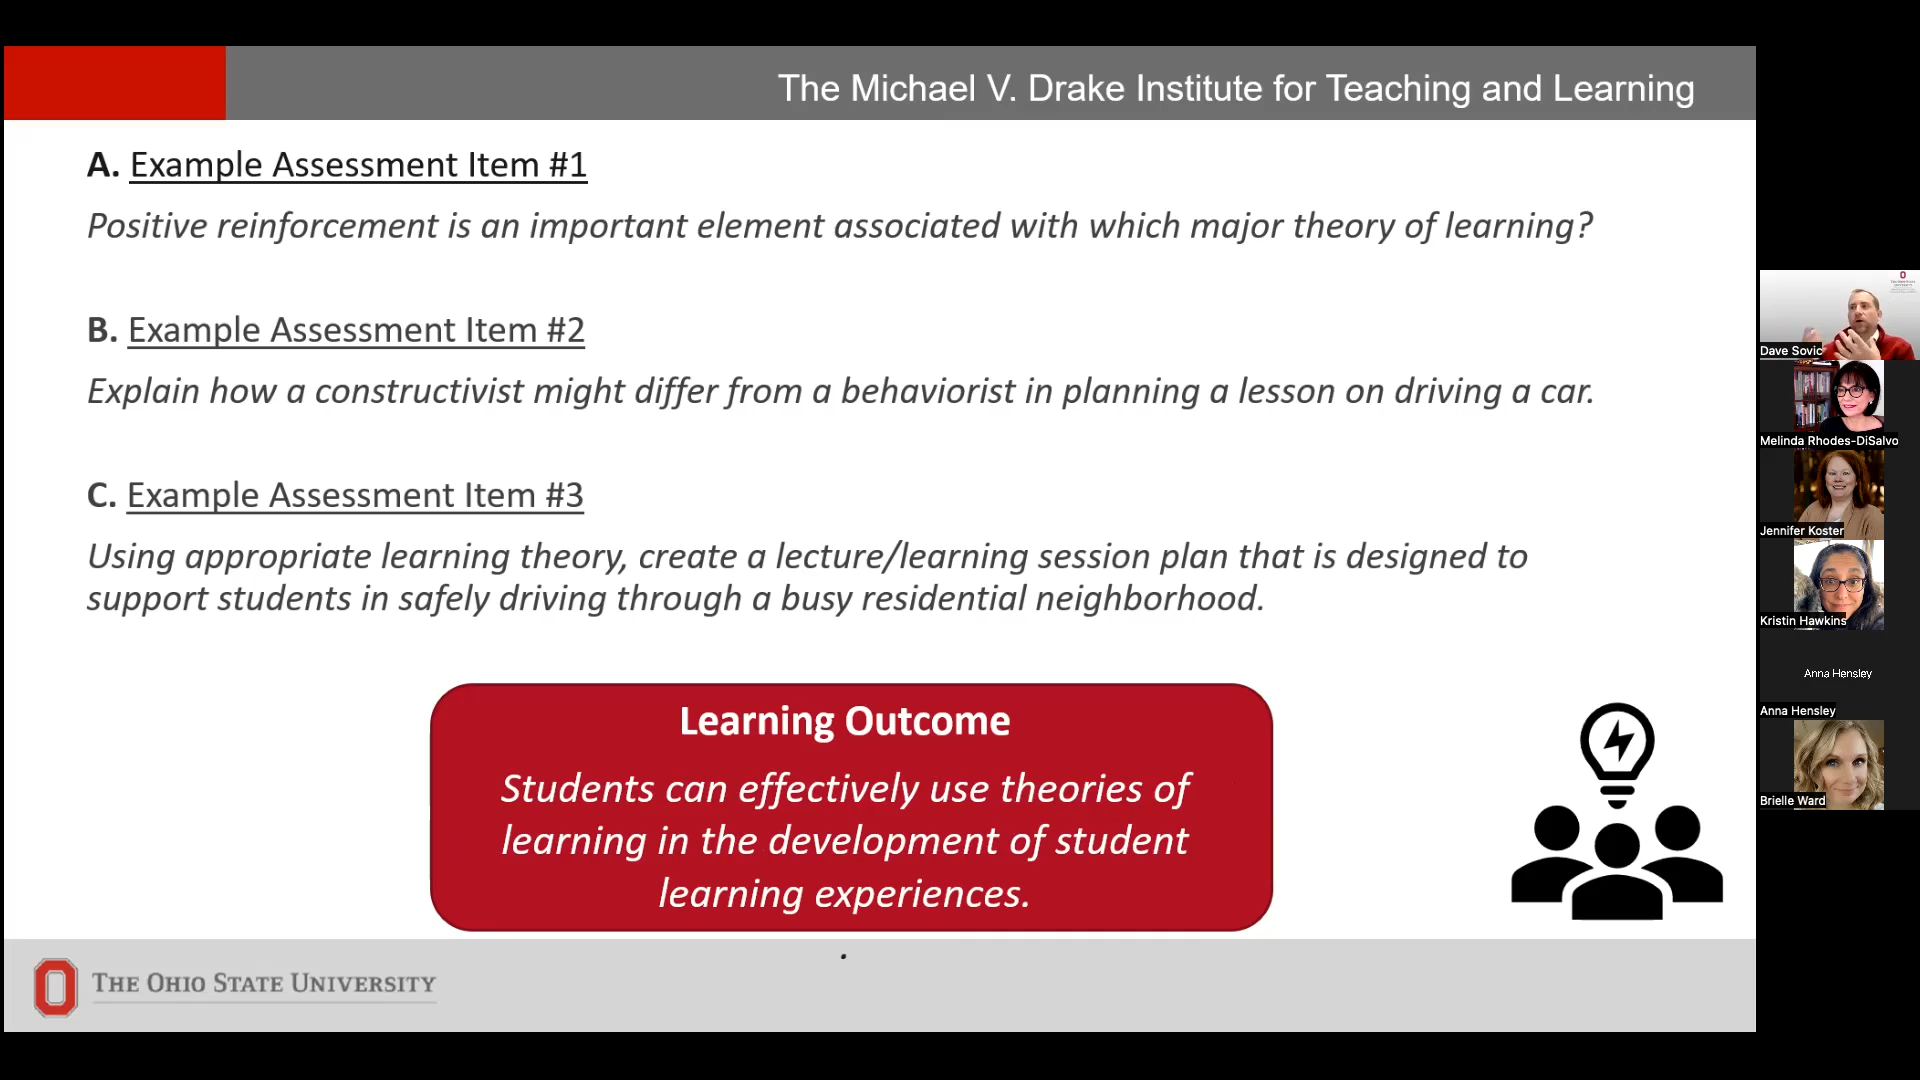 The Michael V. Drake Institute for Teaching and Learning
A. Example Assessment Item #1
Positive reinforcement is an important element associated with which major theory of learning?
B. Example Assessment Item #2
Explain how a constructivist might differ from a behaviorist in planning a lesson on driving a car.
C. Example Assessment Item #3
Using appropriate learning theory, create a lecture/learning session plan that is designed to
support students in safely driving through a busy residential neighborhood.
Learning Outcome
Students can effectively use theories of
learning in the development of student
learning experiences.
.
THE OHIO STATE UNIVERSITY
Dave Sovic
Melinda Rhodes-DiSalvo
Jennifer Koster
Kristin Hawkins
Anna Hensley
Anna Hensley
Brielle Ward